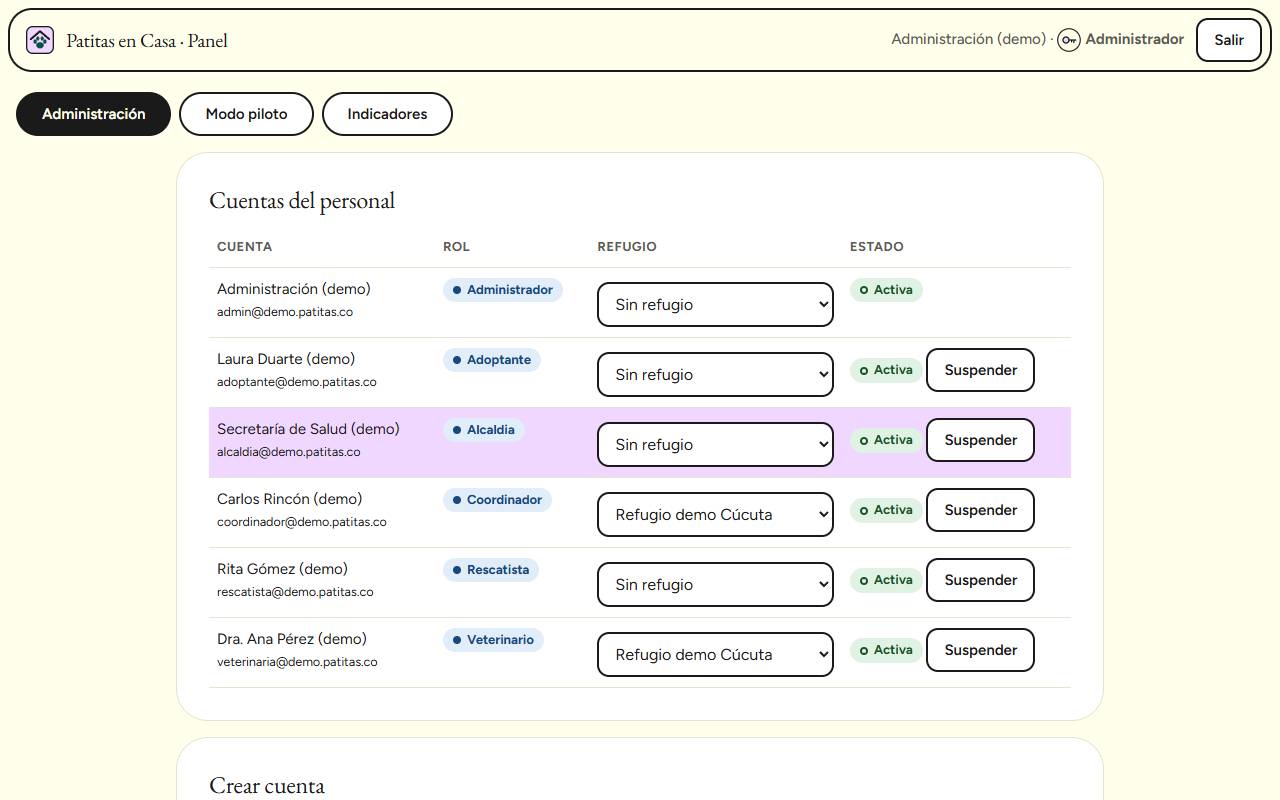 Patitas en Casa · Panel
Administración (demo) · Administrador
Salir
Administración
Modo piloto
Indicadores
Cuentas del personal
CUENTA ROL REFUGIO ESTADO
Administración (demo)
admin@demo.patitas.co
Administrador
Sin refugio
Activa
Laura Duarte (demo)
adoptante@demo.patitas.co
Adoptante
Sin refugio
Activa
Suspender
Secretaría de Salud (demo)
alcaldia@demo.patitas.co
Alcaldia
Sin refugio
Activa
Suspender
Carlos Rincón (demo)
coordinador@demo.patitas.co
Coordinador
Refugio demo Cúcuta
Activa
Suspender
Rita Gómez (demo)
rescatista@demo.patitas.co
Rescatista
Sin refugio
Activa
Suspender
Dra. Ana Pérez (demo)
veterinaria@demo.patitas.co
Veterinario
Refugio demo Cúcuta
Activa
Suspender
Crear cuenta